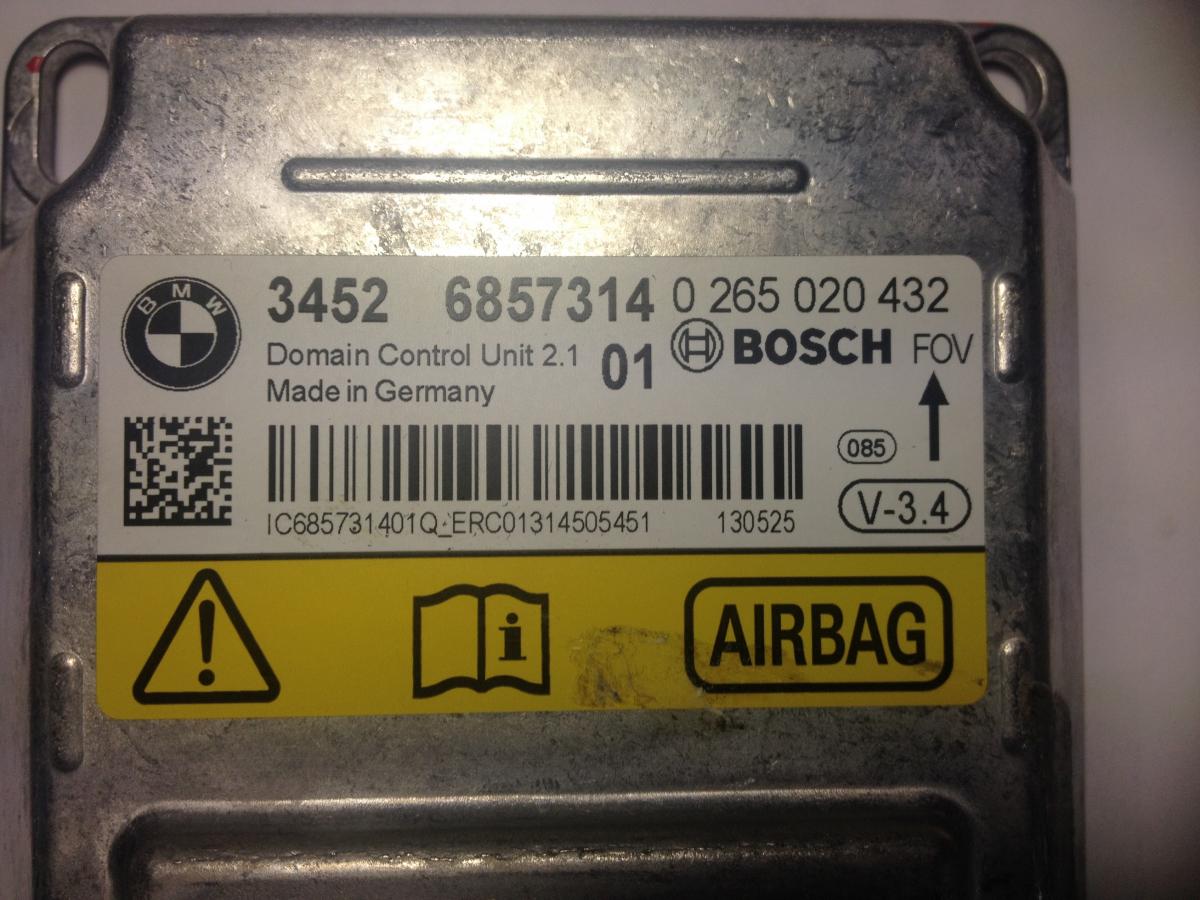 BMW
3452 6857314 0 265 020 432
Domain Control Unit 2.1 01 BOSCH FOV
Made in Germany
085
V-3.4
IC685731401Q_ERC01314505451 130525
i
AIRBAG